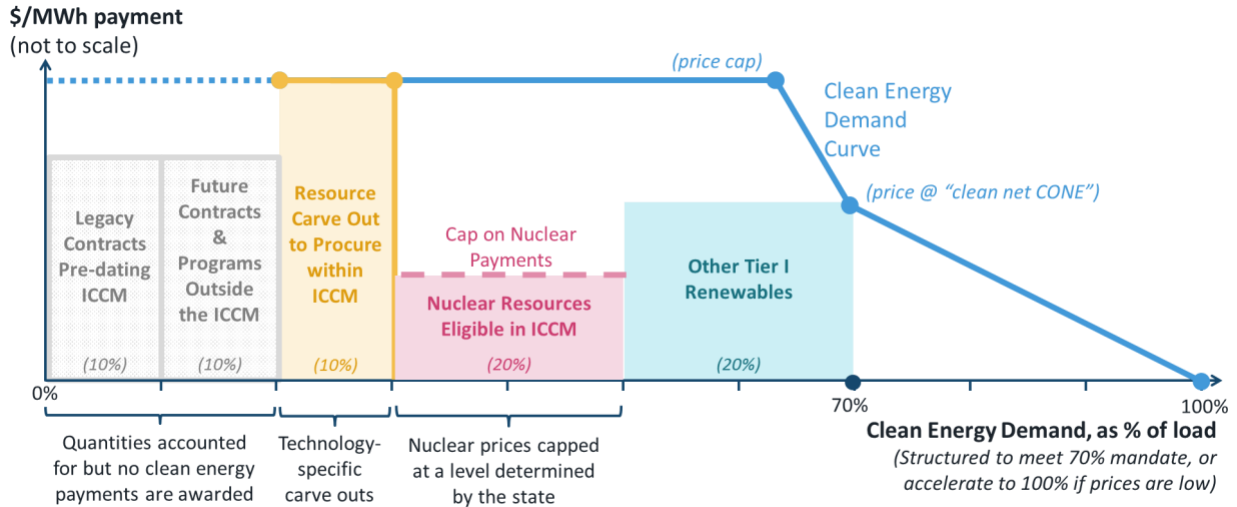 $/MWh payment
(not to scale)
(price cap)
Clean Energy
Demand
Curve
(price @ “clean net CONE”)
Legacy
Contracts
Pre-dating
ICCM
(10%)
Future
Contracts
&
Programs
Outside
the ICCM
(10%)
Resource
Carve Out
to Procure
within
ICCM
(10%)
Cap on Nuclear
Payments
Nuclear Resources
Eligible in ICCM
(20%)
Other Tier I
Renewables
(20%)
0%
70%
100%
Quantities accounted
for but no clean energy
payments are awarded
Technology-
specific
carve outs
Nuclear prices capped
at a level determined
by the state
Clean Energy Demand, as % of load
(Structured to meet 70% mandate, or
accelerate to 100% if prices are low)